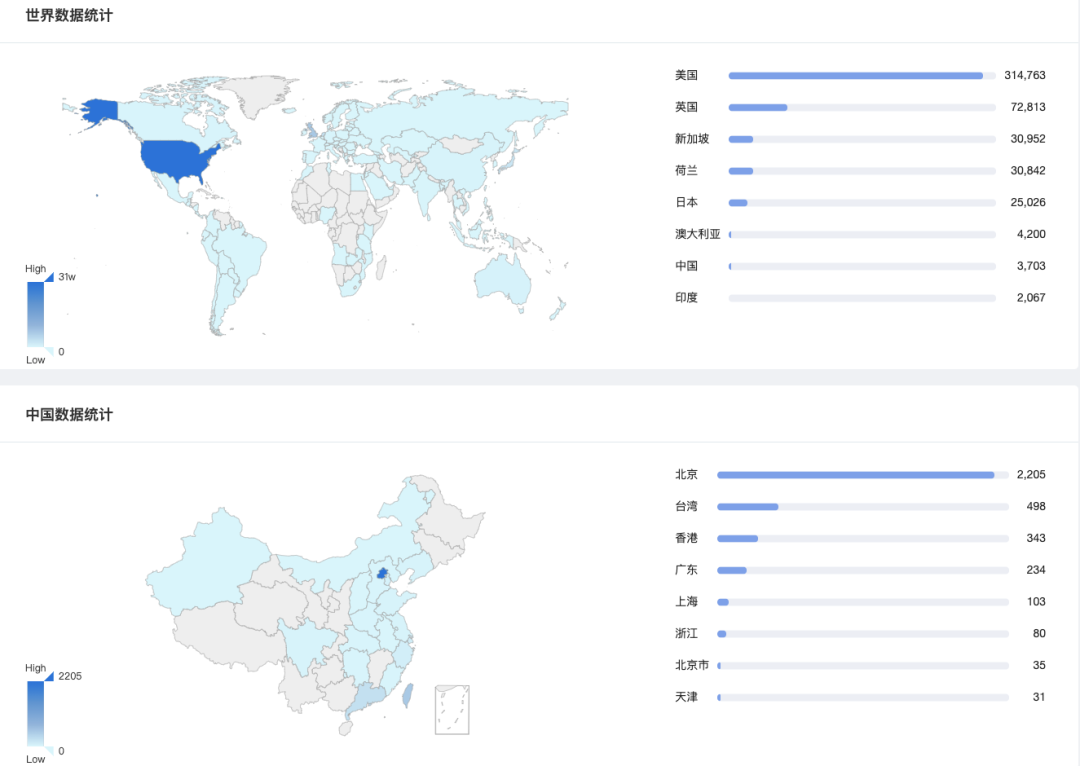 世界数据统计
美国 314,763
英国 72,813
新加坡 30,952
荷兰 30,842
日本 25,026
澳大利亚 4,200
中国 3,703
印度 2,067
High
31w
0
Low
中国数据统计
北京 2,205
台湾 498
香港 343
广东 234
上海 103
浙江 80
北京市 35
天津 31
High
2205
0
Low